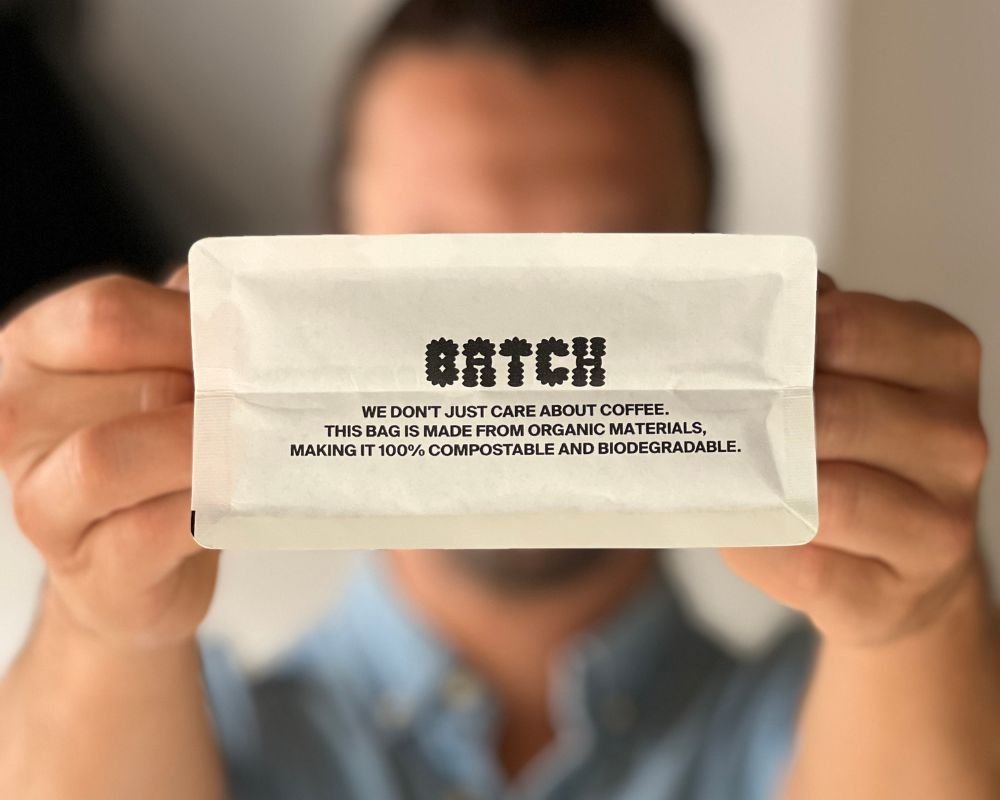 BATCH
WE DON'T JUST CARE ABOUT COFFEE.
THIS BAG IS MADE FROM ORGANIC MATERIALS,
MAKING IT 100% COMPOSTABLE AND BIODEGRADABLE.